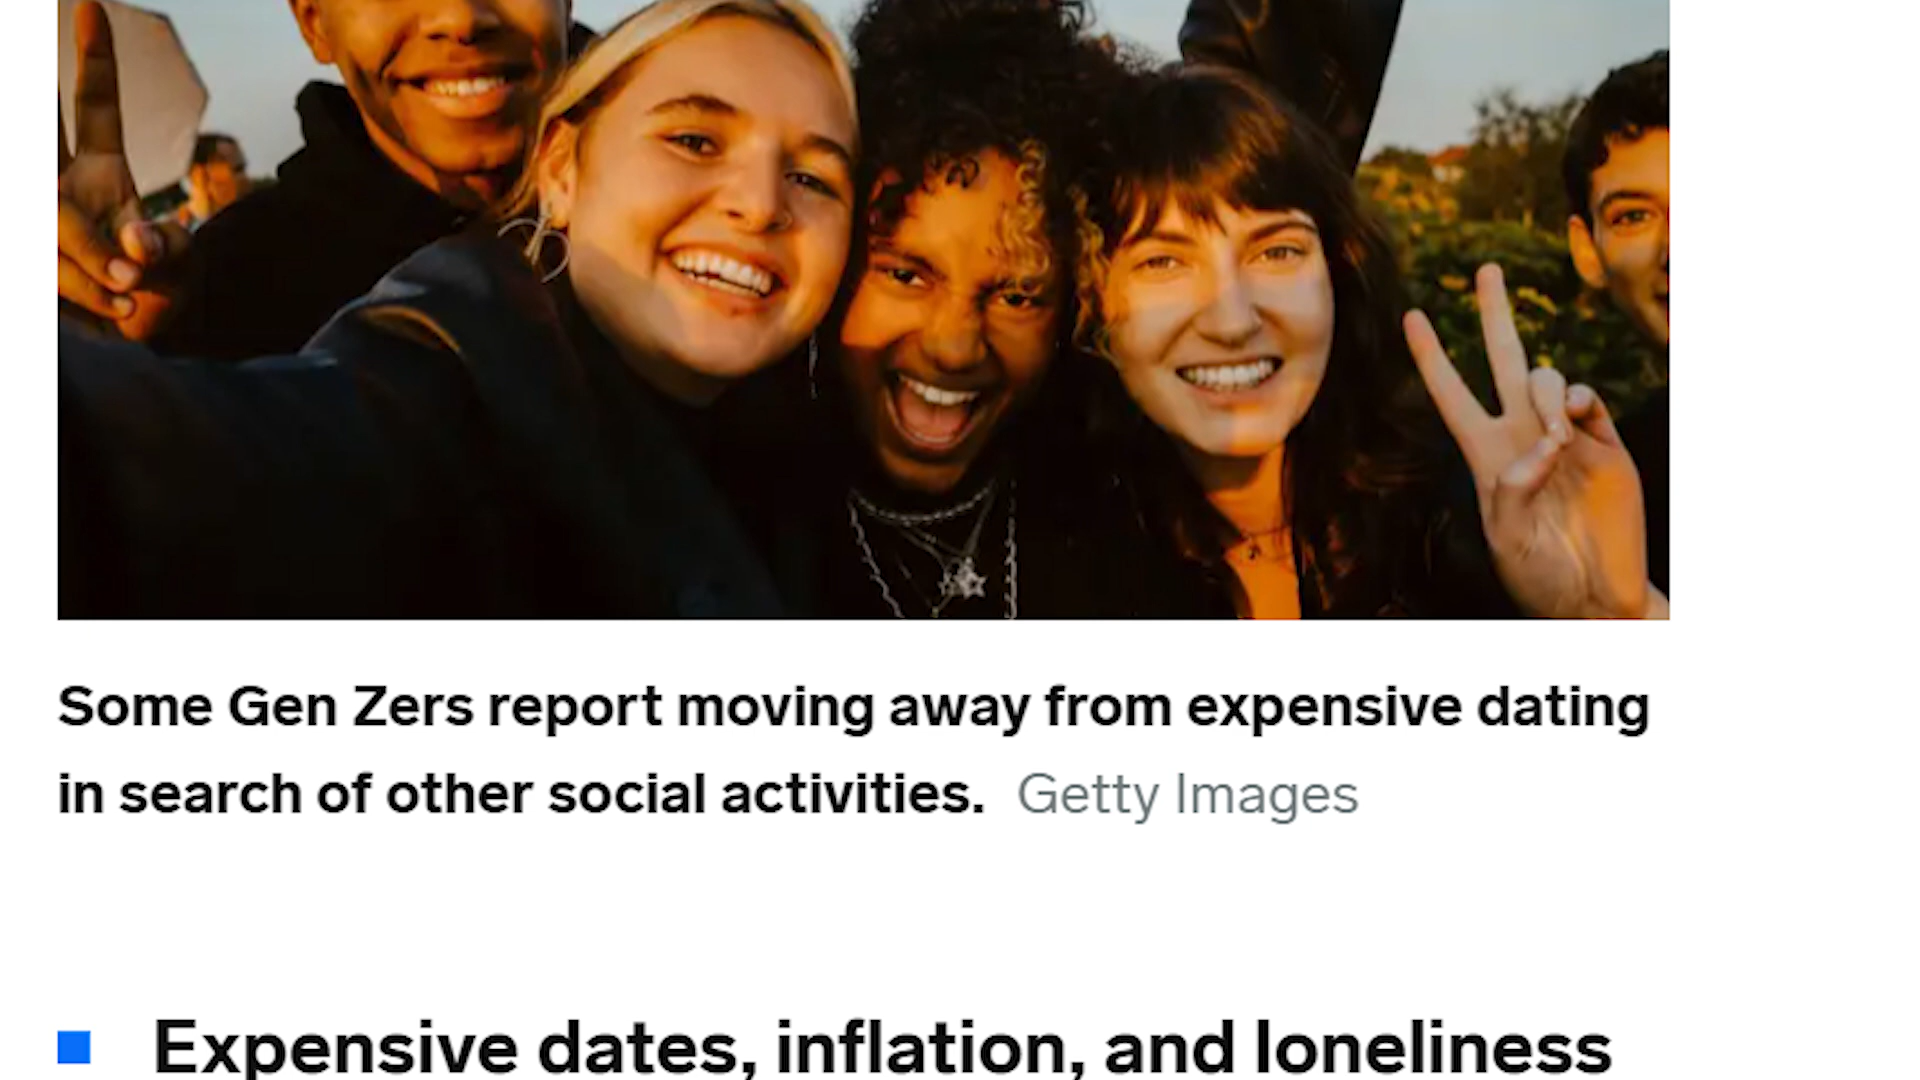 Some Gen Zers report moving away from expensive dating
in search of other social activities. Getty Images
Expensive dates, inflation, and loneliness